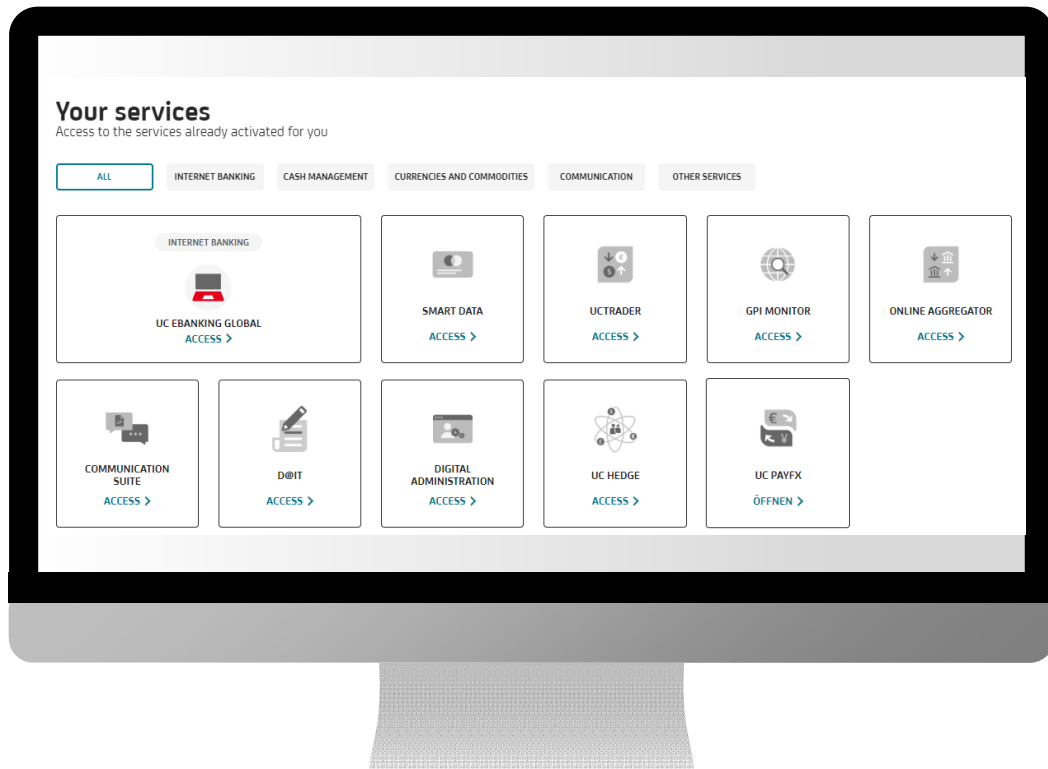 Your services
Access to the services already activated for you
ALL
INTERNET BANKING
CASH MANAGEMENT
CURRENCIES AND COMMODITIES
COMMUNICATION
OTHER SERVICES
INTERNET BANKING
UC EBANKING GLOBAL
ACCESS >
SMART DATA
ACCESS >
UCTRADER
ACCESS >
GPI MONITOR
ACCESS >
ONLINE AGGREGATOR
ACCESS >
COMMUNICATION
SUITE
ACCESS >
D@IT
ACCESS >
DIGITAL
ADMINISTRATION
ACCESS >
UC HEDGE
ACCESS >
UC PAYFX
ÖFFNEN >